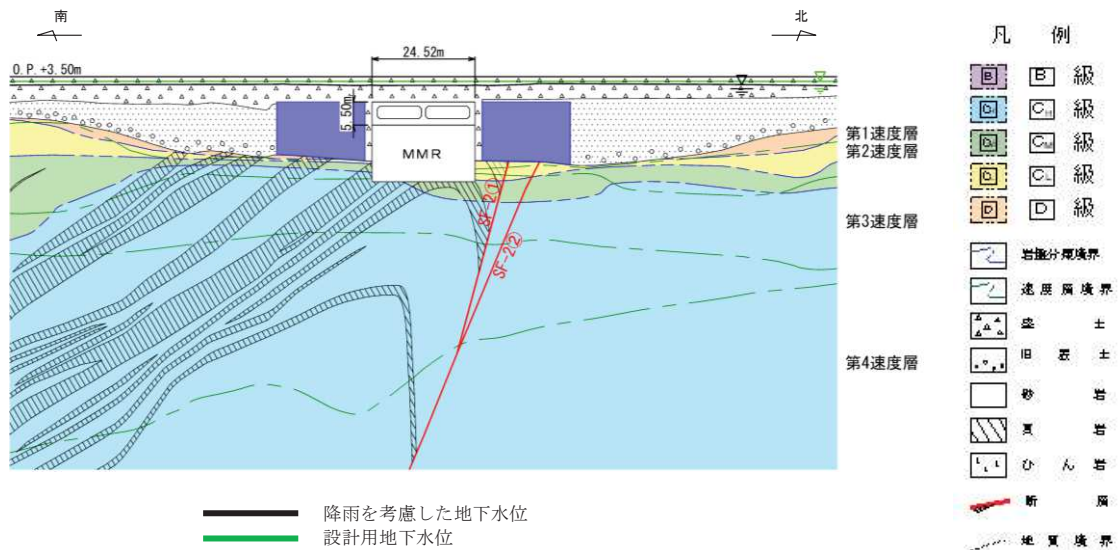 南
北
24.52m
O.P.+3.50m
5.50m
MMR
SF-2①
SF-2②
第1速度層
第2速度層
第3速度層
第4速度層
降雨を考慮した地下水位
設計用地下水位
凡 例
B B 級
CH CH 級
CM CM 級
CL CL 級
D D 級
岩盤分類境界
速度層境界
盛土
旧表土
砂岩
頁岩
ひん岩
断層
地質境界